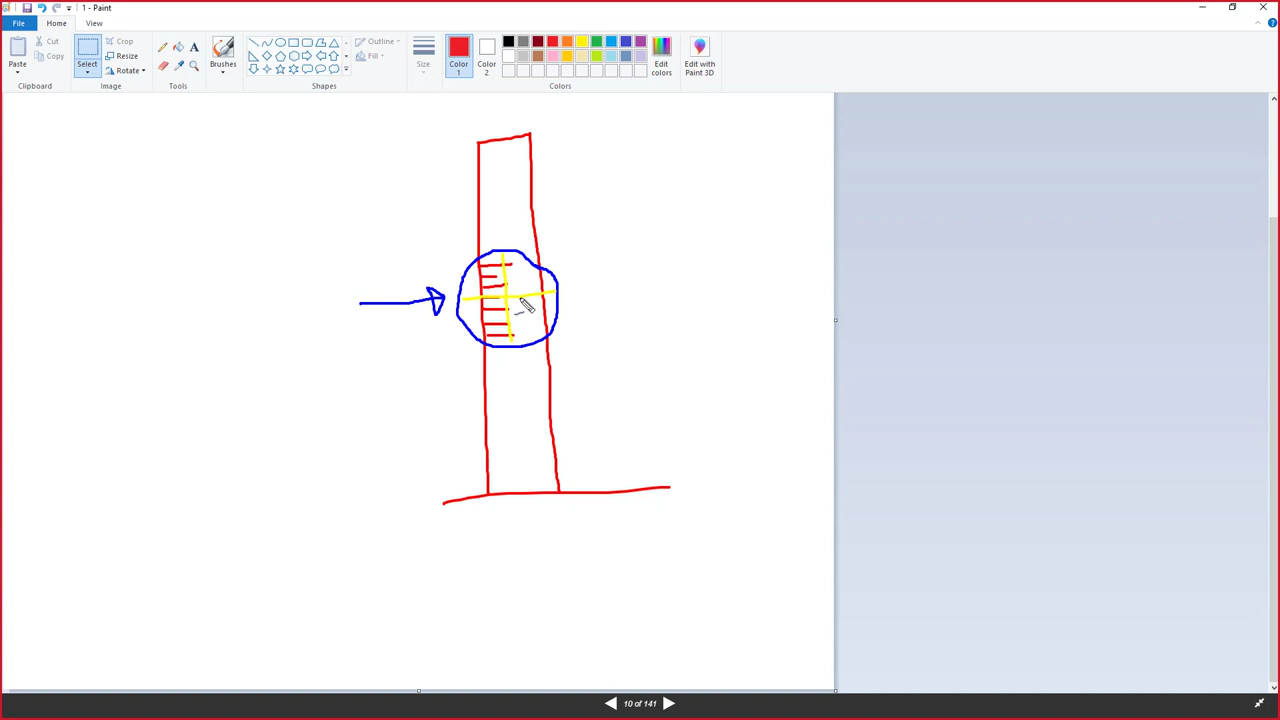 1 - Paint
File Home View
Paste
Cut
Copy
Clipboard
Select
Crop
Resize
Rotate
Image
A
Tools
Brushes
Outline
Fill
Shapes
Size
Color 1
Color 2
Edit colors
Colors
Edit with Paint 3D
10 of 141